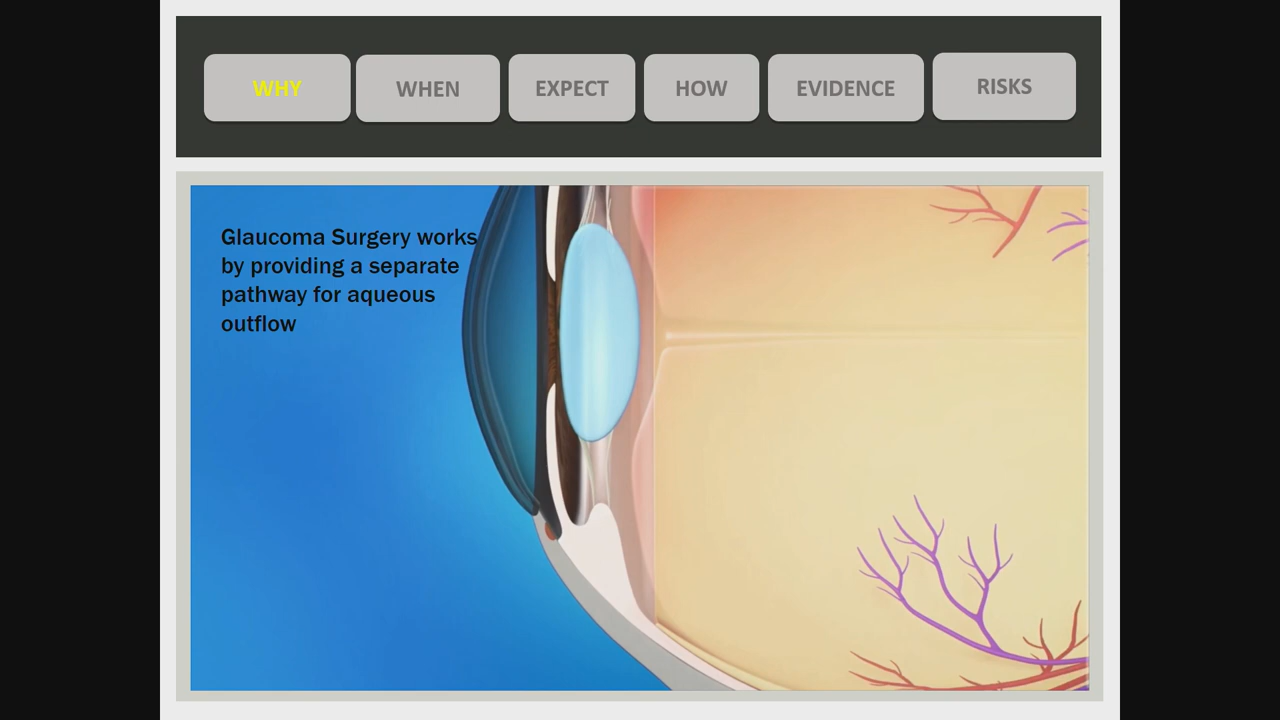 WHY WHEN EXPECT HOW EVIDENCE RISKS
Glaucoma Surgery works
by providing a separate
pathway for aqueous
outflow